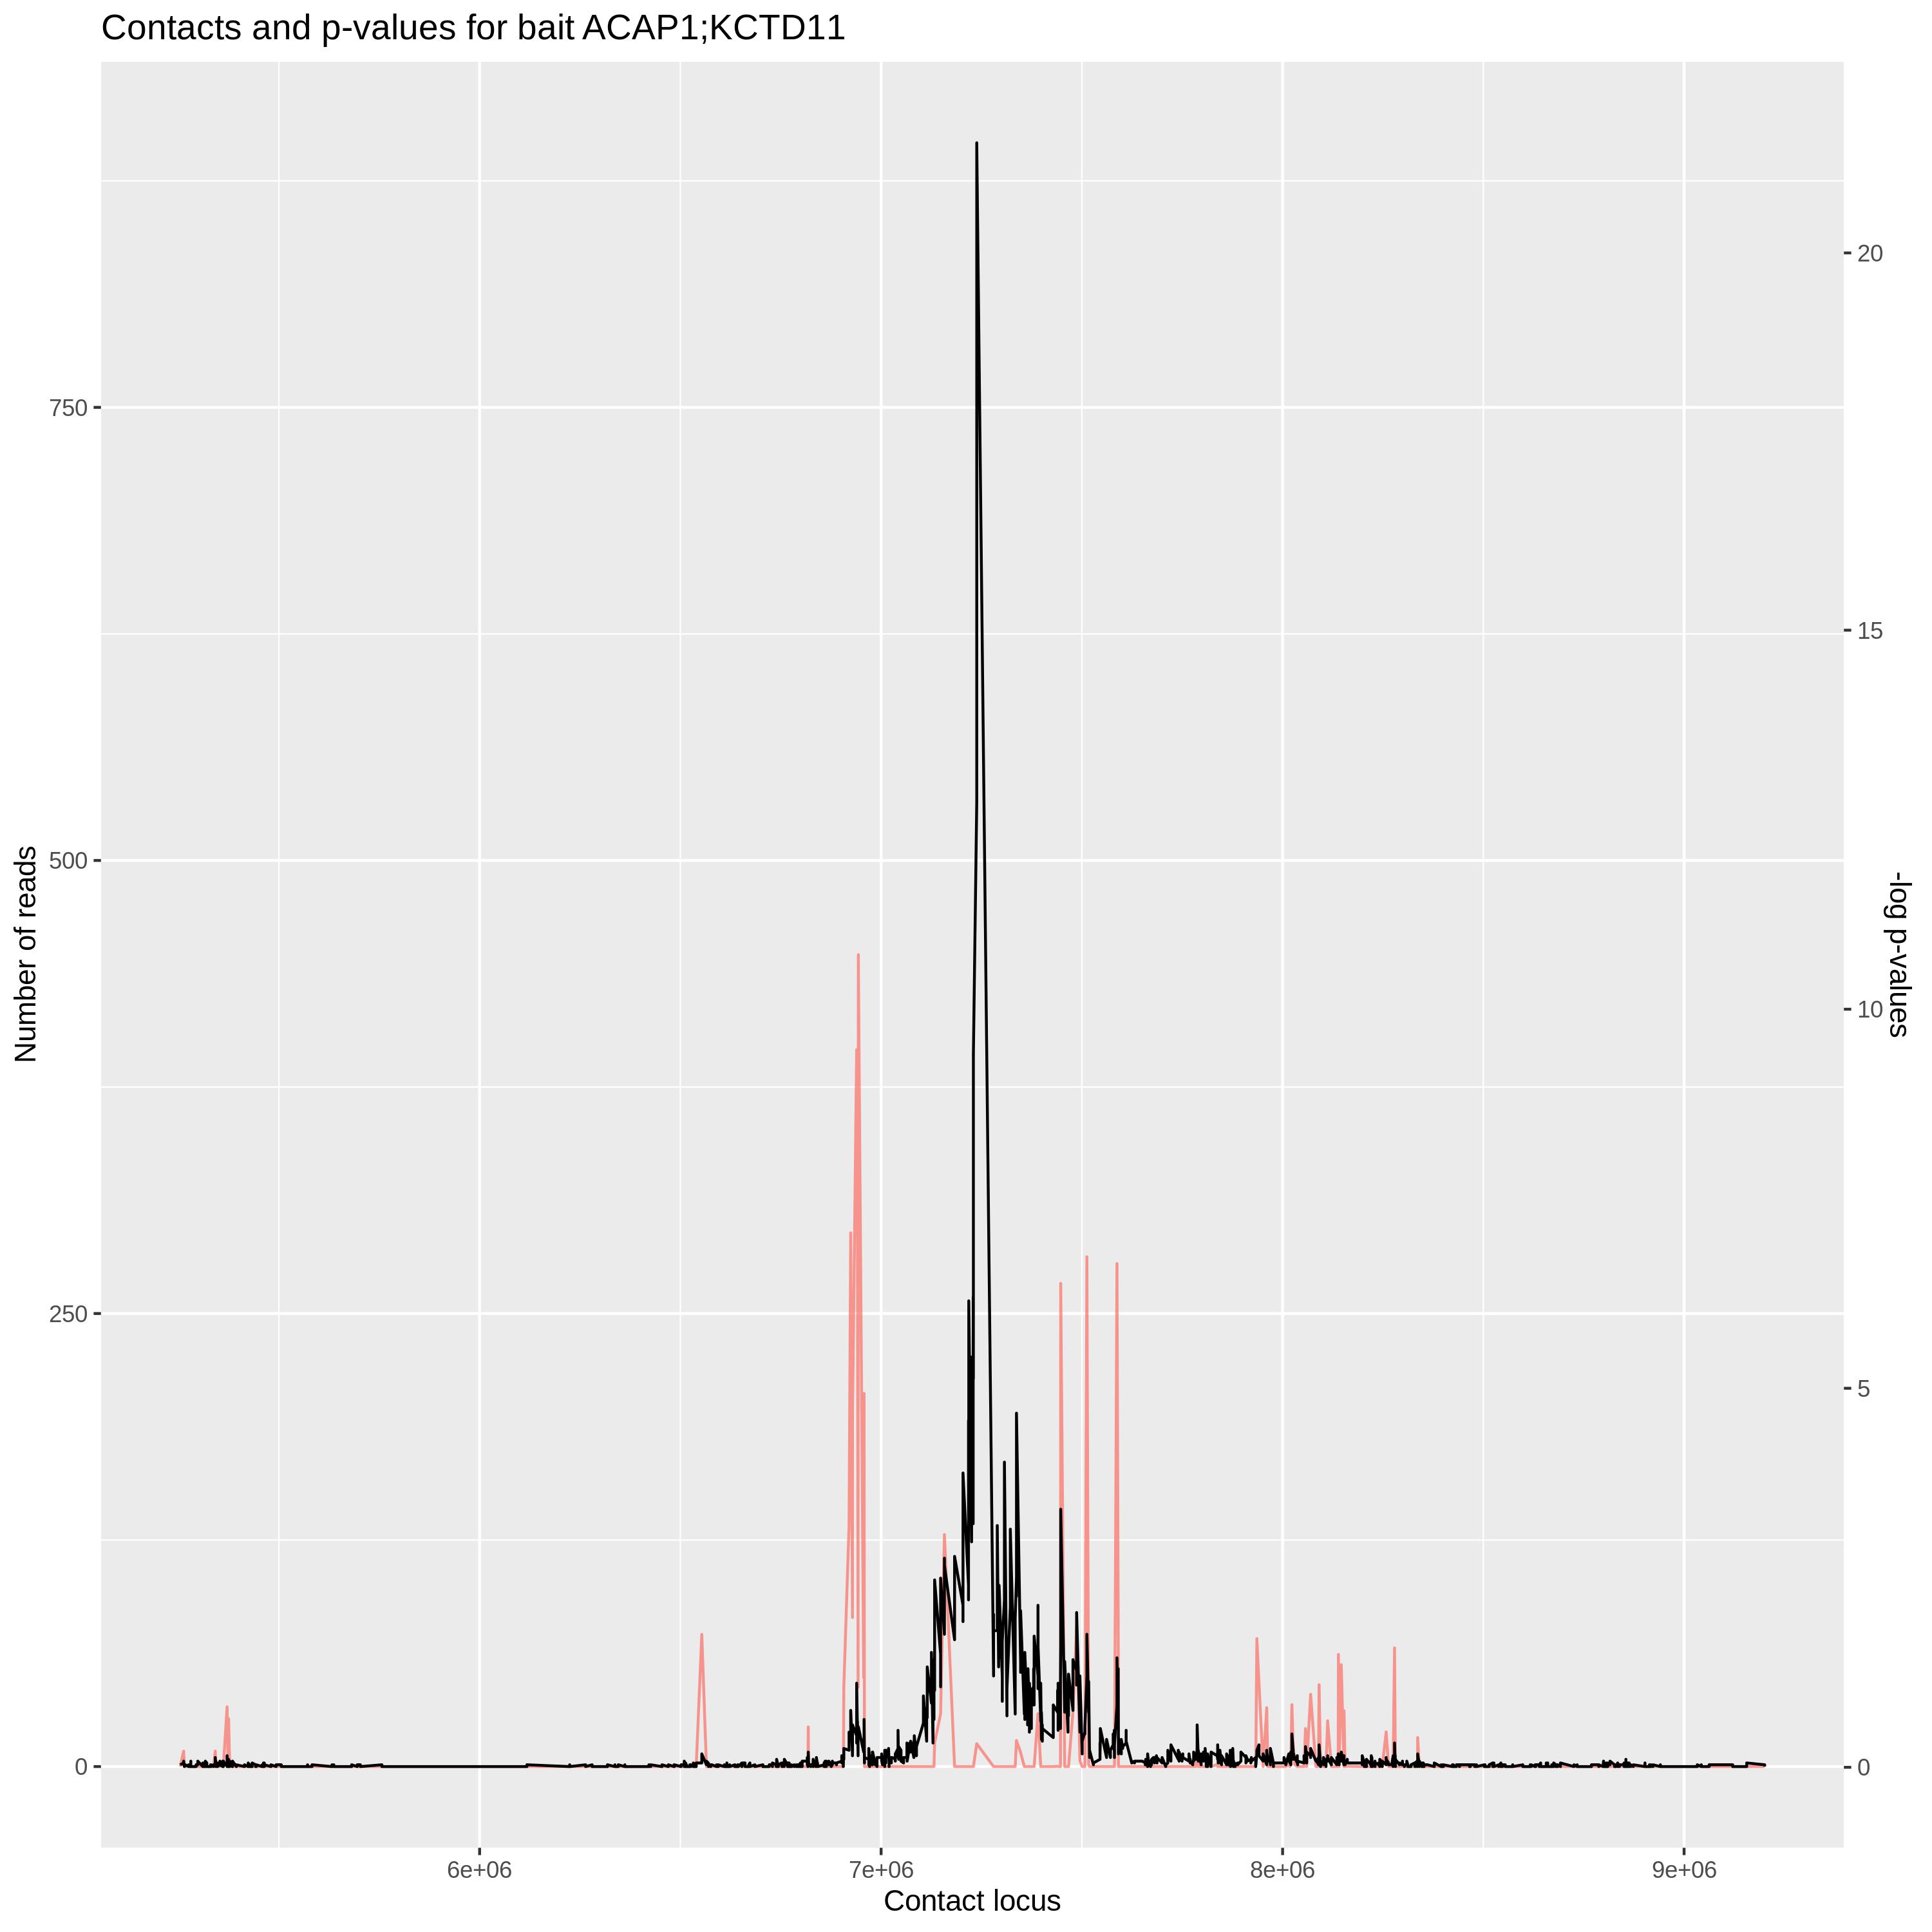 Contacts and p-values for bait ACAP1;KCTD11
Number of reads
750
500
250
0
20
15
10
5
0
-log p-values
6e+06
7e+06
8e+06
9e+06
Contact locus